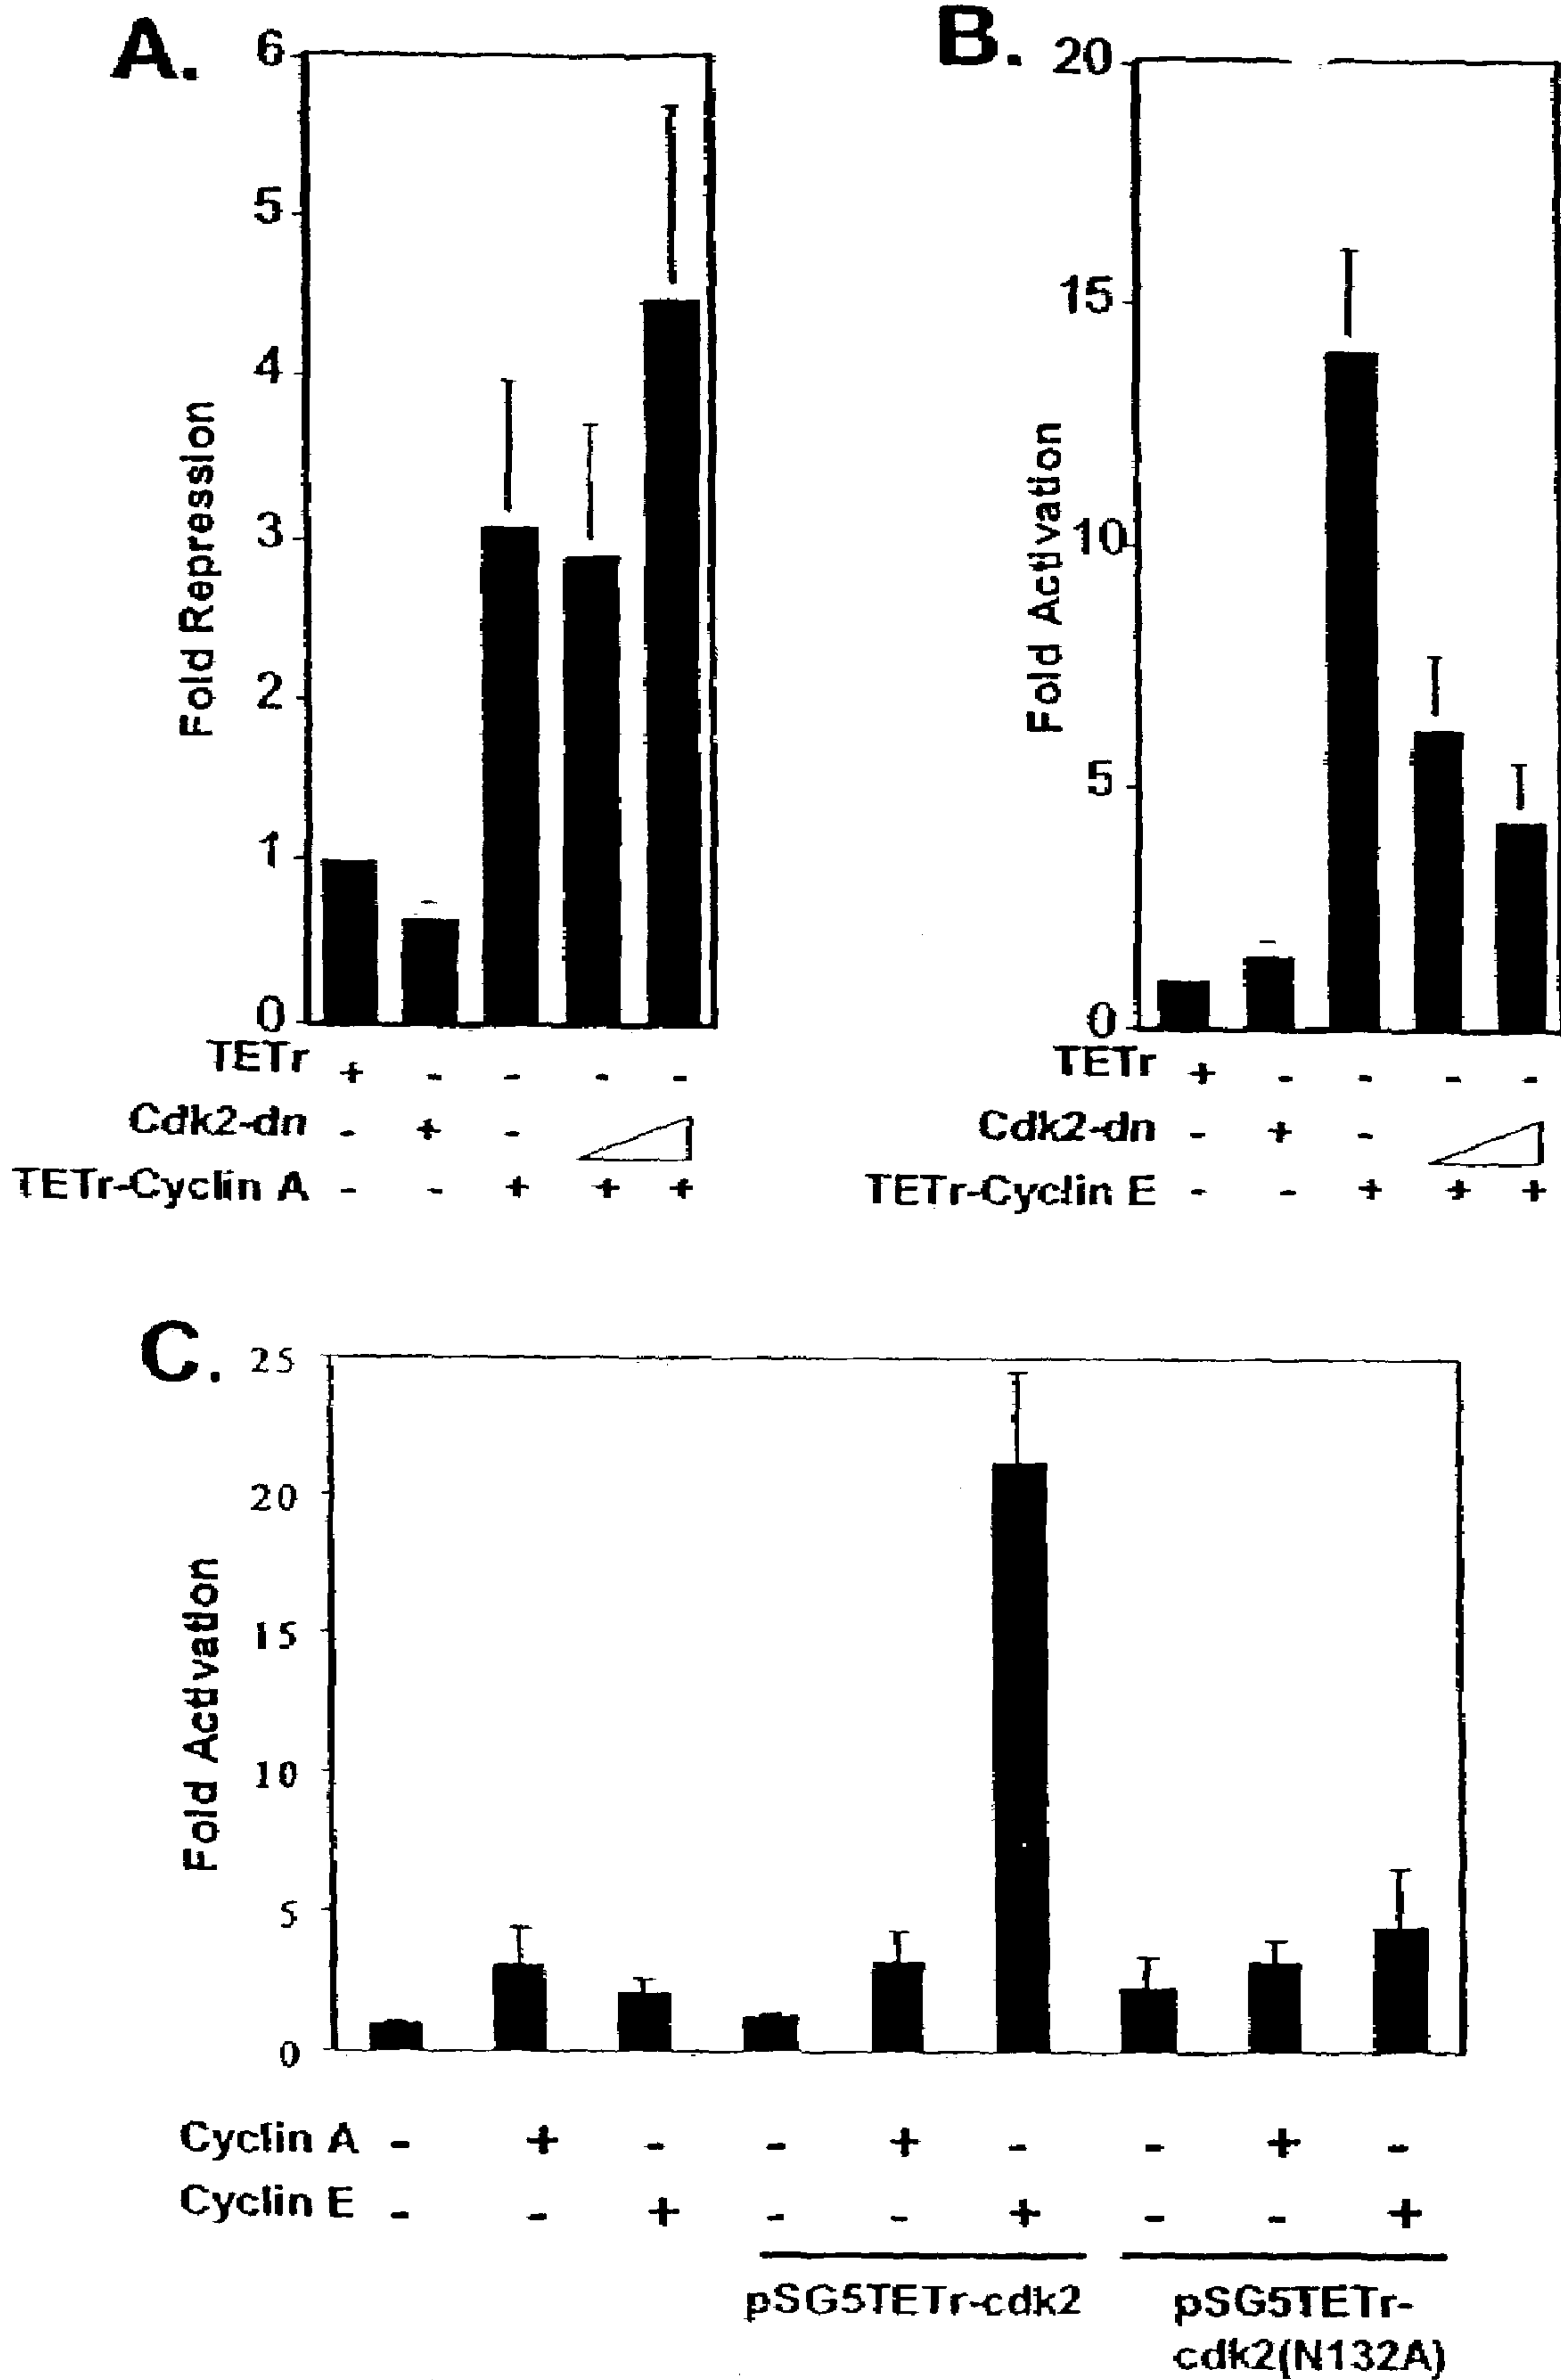 A.
6
5
4
3
2
1
0
Fold Repression
TETr + - - - -
Cdk2-dn - + -
TETr-Cyclin A - - + + +
B.
20
15
10
5
0
Fold Activation
TETr + - - - -
Cdk2-dn - + -
TETr-Cyclin E - - + + +
C.
25
20
15
10
5
0
Fold Activation
Cyclin A - + - - + - - + -
Cyclin E - - + - - + - - +
pSG5TETr-cdk2
pSG5TETr-
cdk2(N132A)